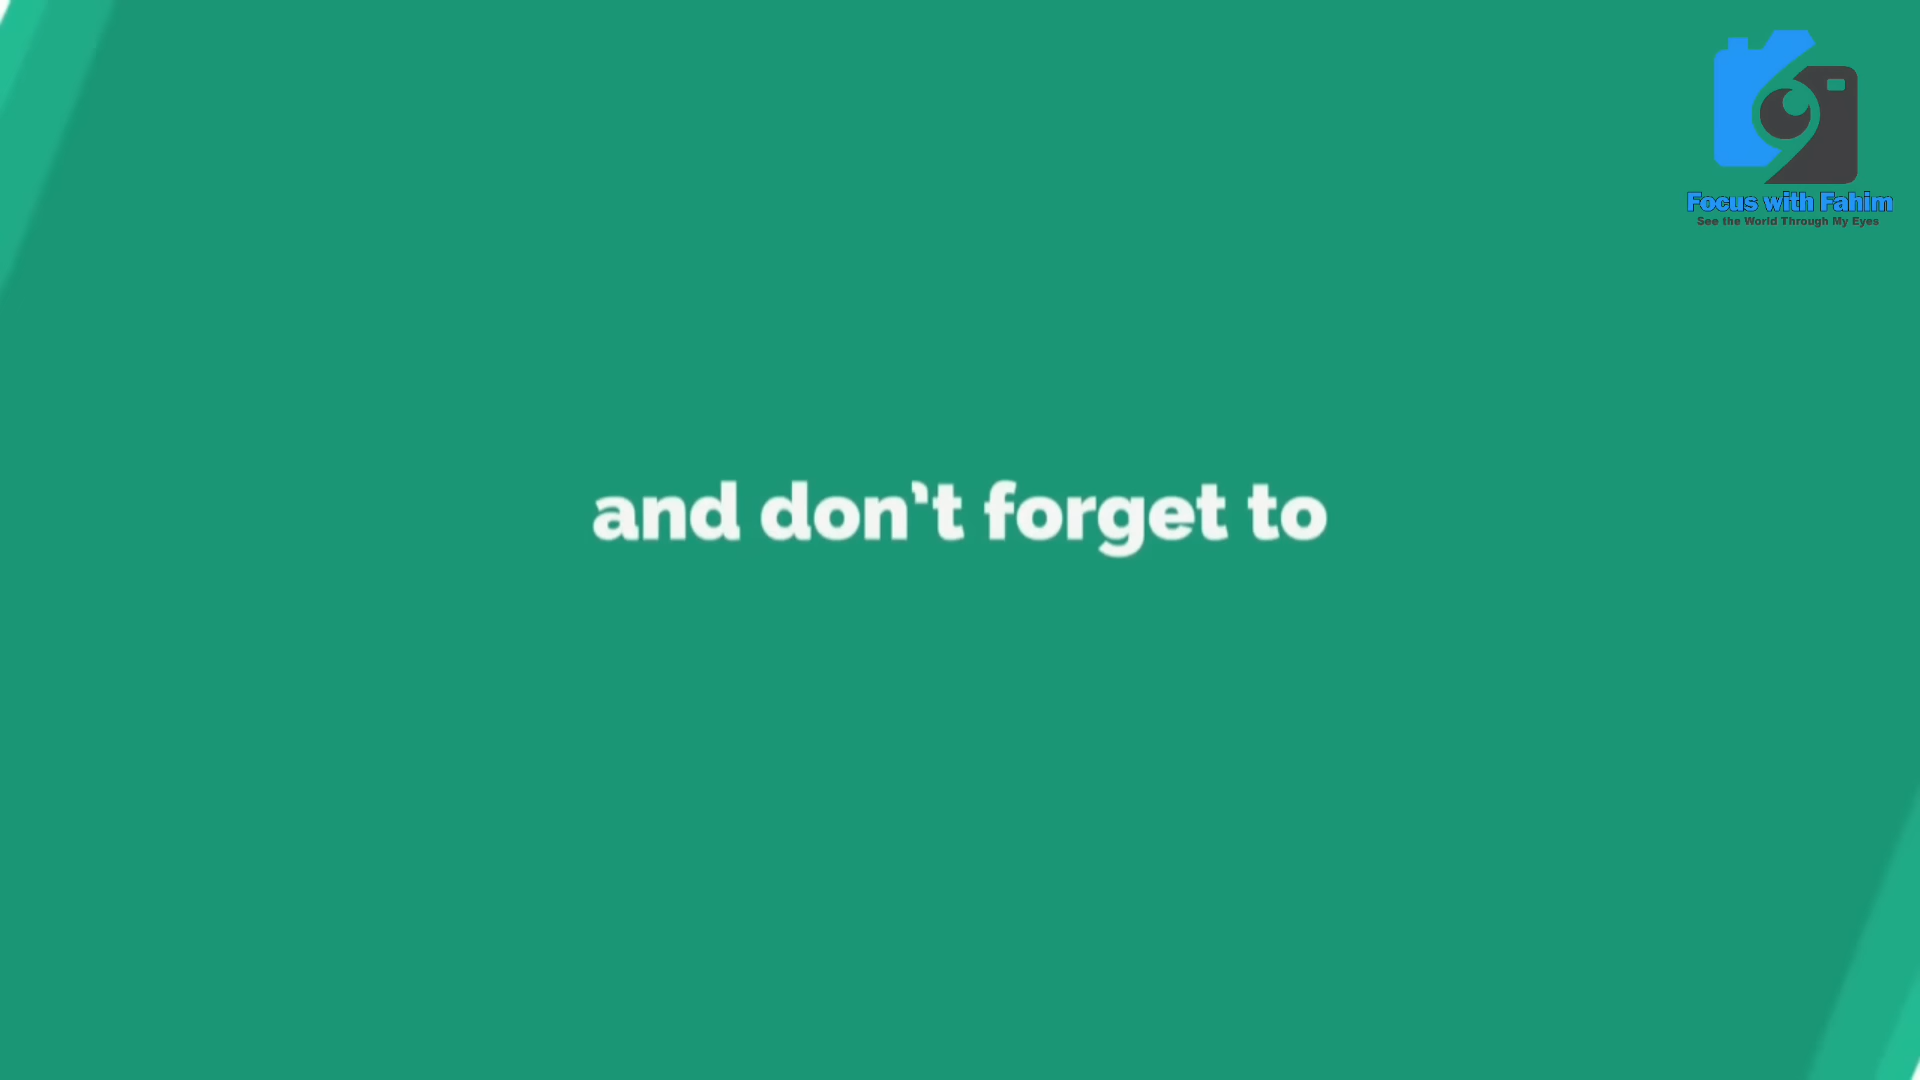 Focus with Fahim
See the World Through My Eyes
and don't forget to